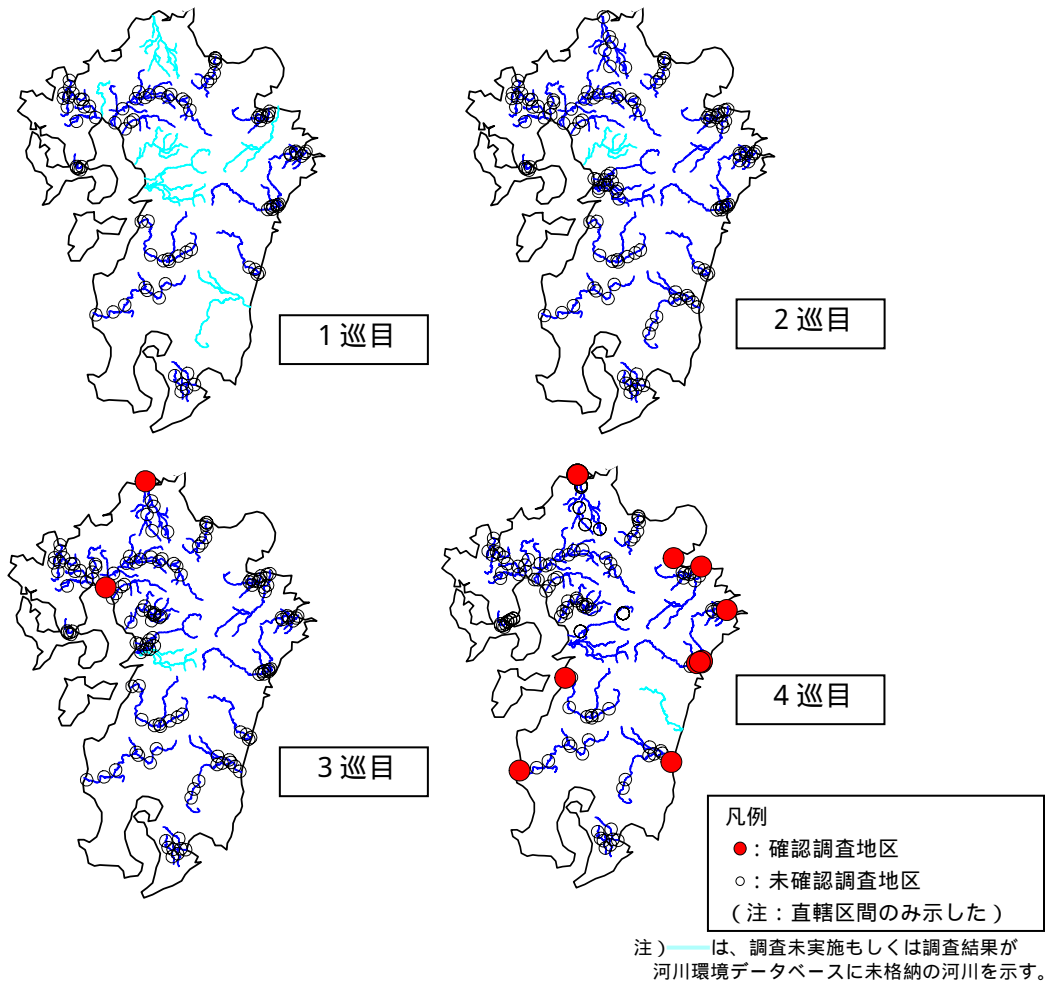 1巡目
2巡目
3巡目
4巡目
凡例
●：確認調査地区
○：未確認調査地区
（注：直轄区間のみ示した）
注）――は、調査未実施もしくは調査結果が
河川環境データベースに未格納の河川を示す。